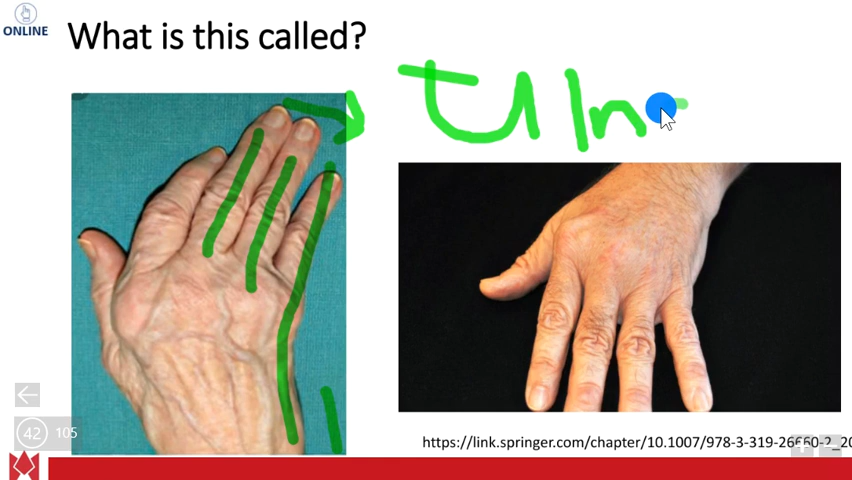 ONLINE
What is this called?
Uln
42 105
https://link.springer.com/chapter/10.1007/978-3-319-26660-2_20